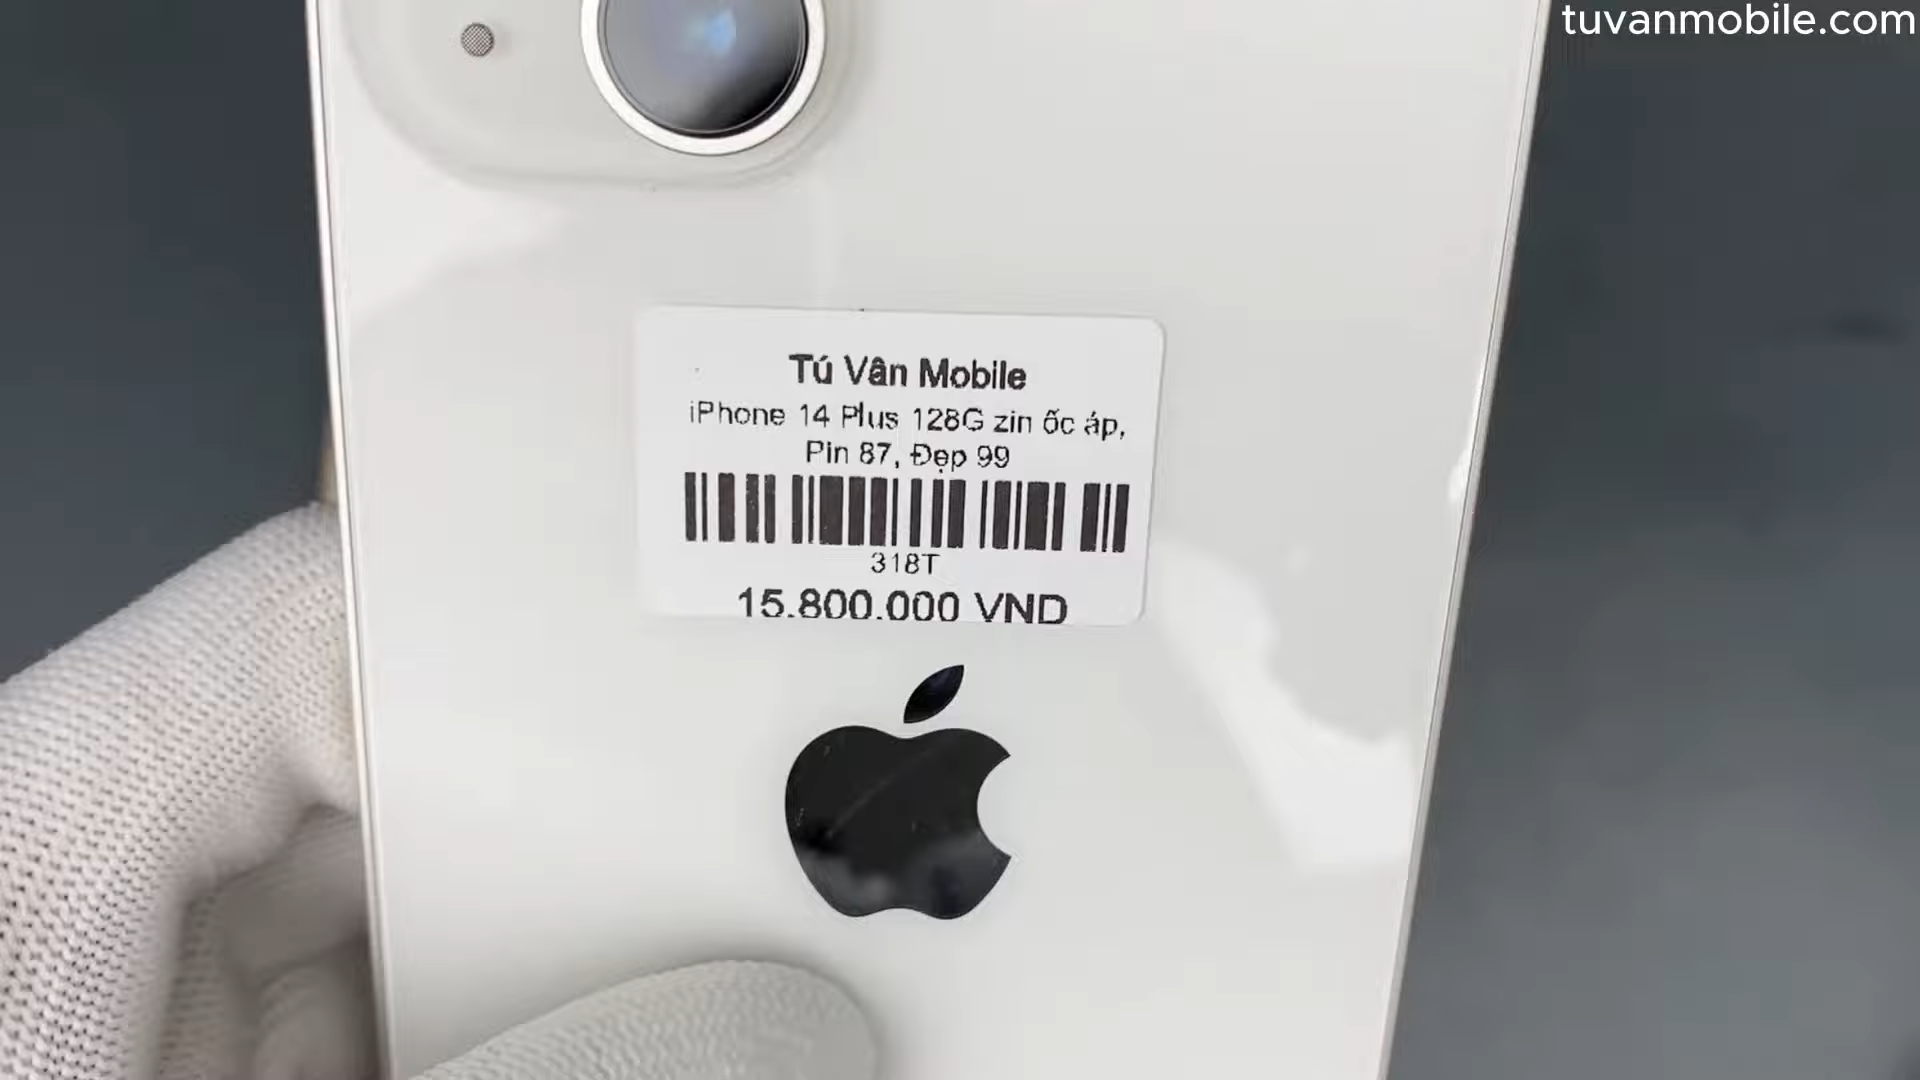 tuvanmobile.com
Tú Vân Mobile
iPhone 14 Plus 128G zin ốc áp,
Pin 87, Đẹp 99
318T
15.800.000 VND